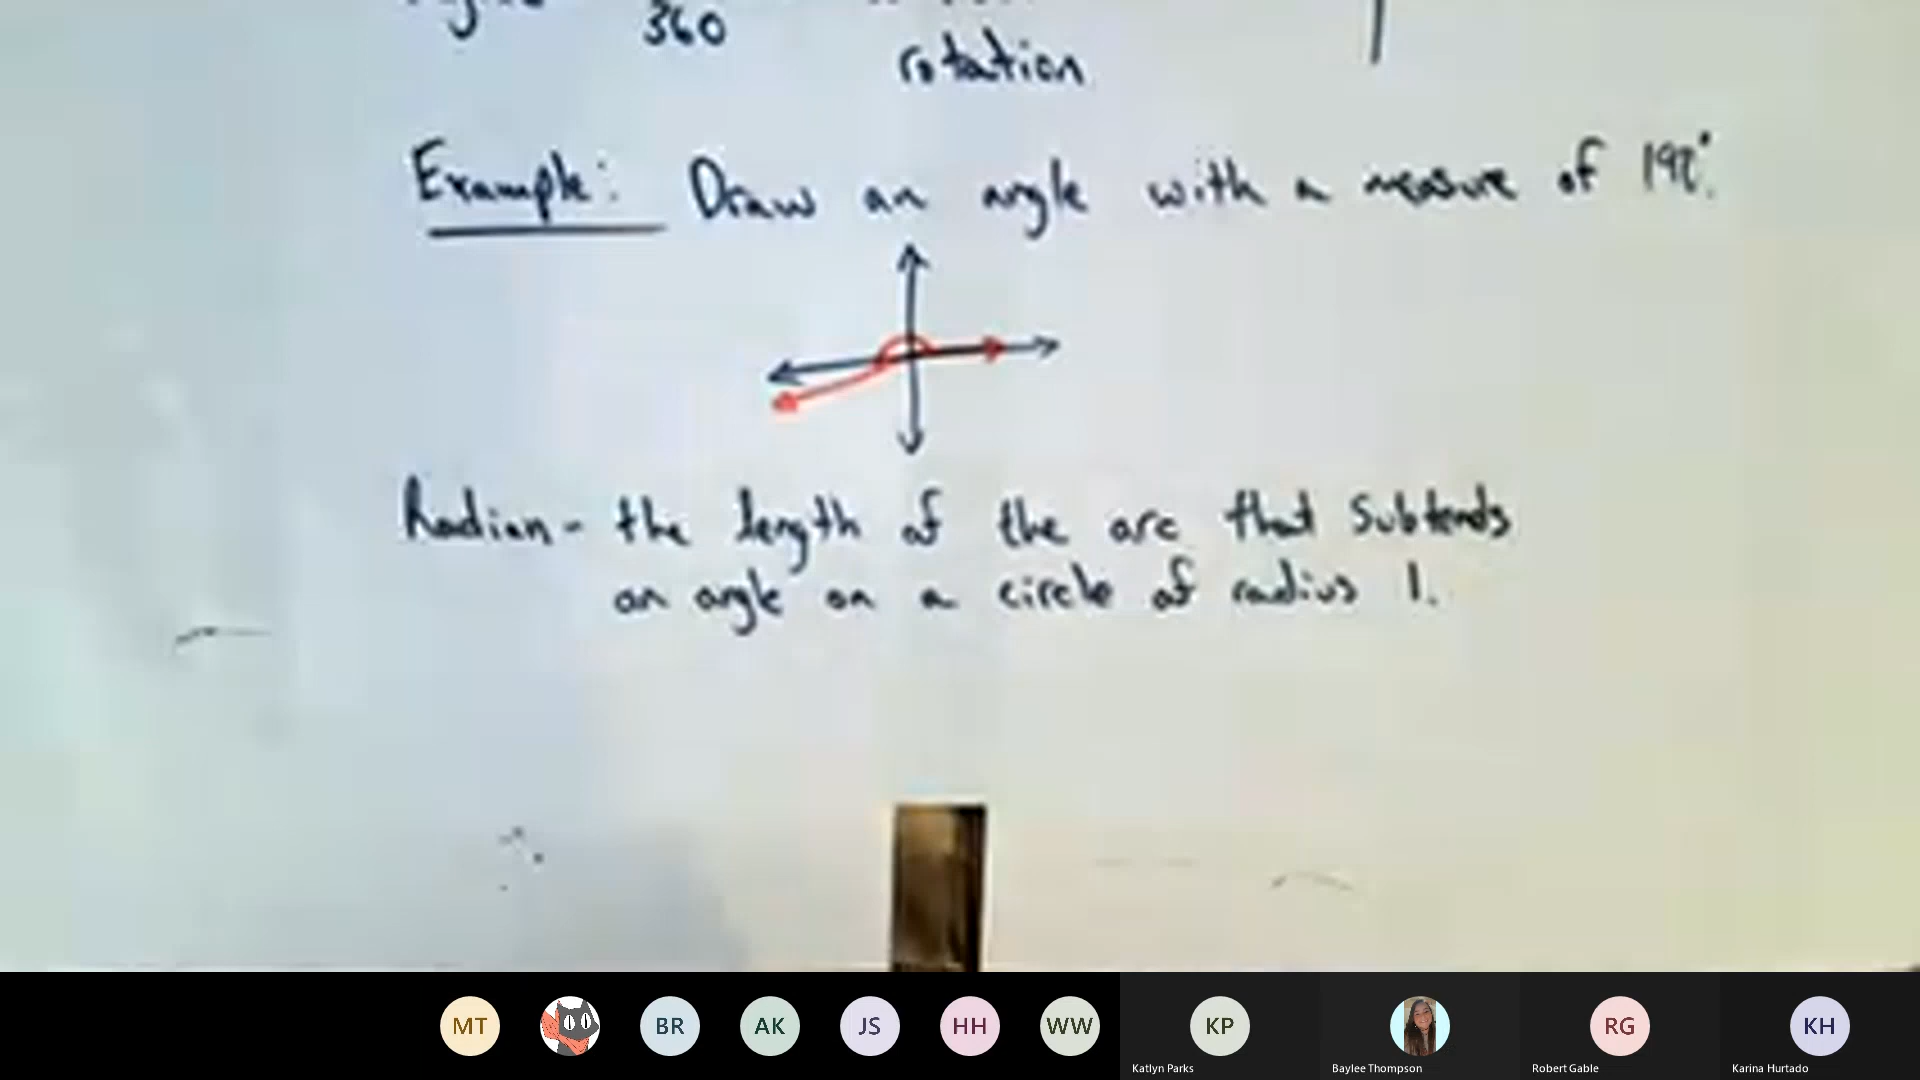 360
rotation
Example: Draw an angle with a measure of
Radian - the length of the arc that subtends
an angle on a circle of radius 1.
MT
BR
AK
JS
HH
WW
KP
RG
KH
Katlyn Parks
Baylee Thompson
Robert Gable
Karina Hurtado